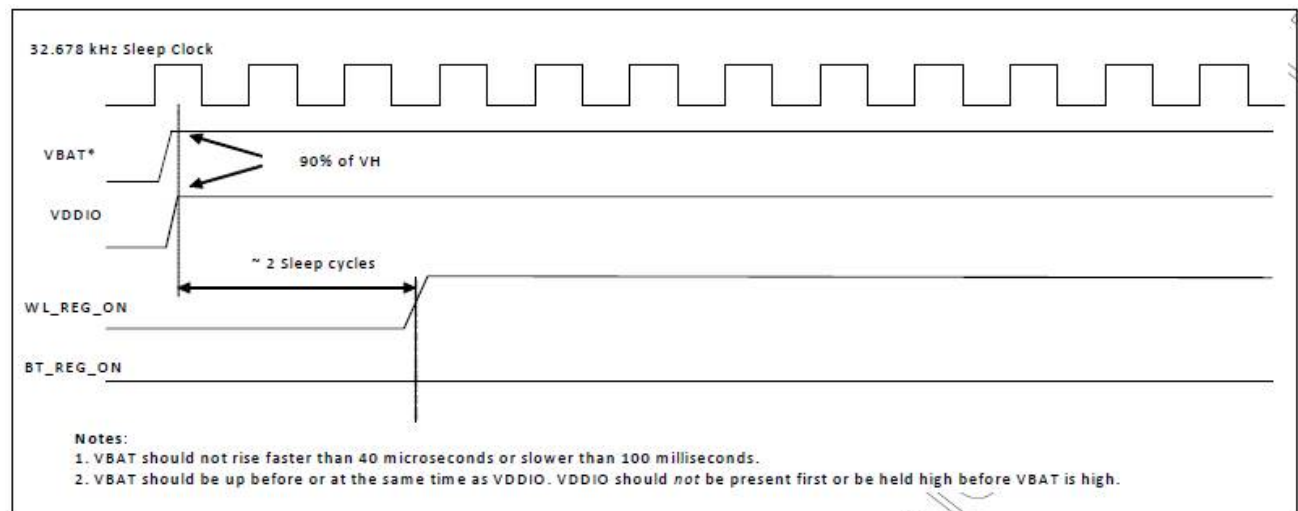 32.678 kHz Sleep Clock
VBAT*
90% of VH
VDDIO
~ 2 Sleep cycles
WL_REG_ON
BT_REG_ON
Notes:
1. VBAT should not rise faster than 40 microseconds or slower than 100 milliseconds.
2. VBAT should be up before or at the same time as VDDIO. VDDIO should not be present first or be held high before VBAT is high.